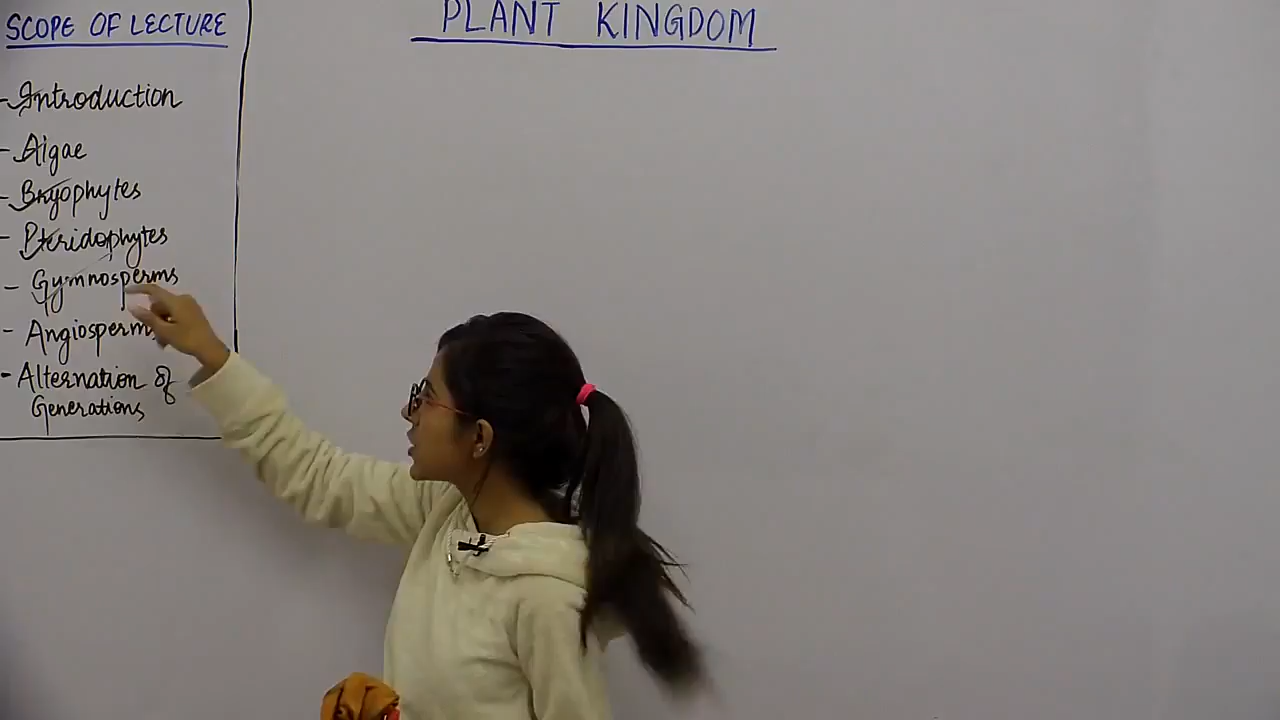 SCOPE OF LECTURE
PLANT KINGDOM
- Introduction
- Algae
- Bryophytes
- Pteridophytes
- Gymnosperms
- Angiosperms
- Alternation of
Generations